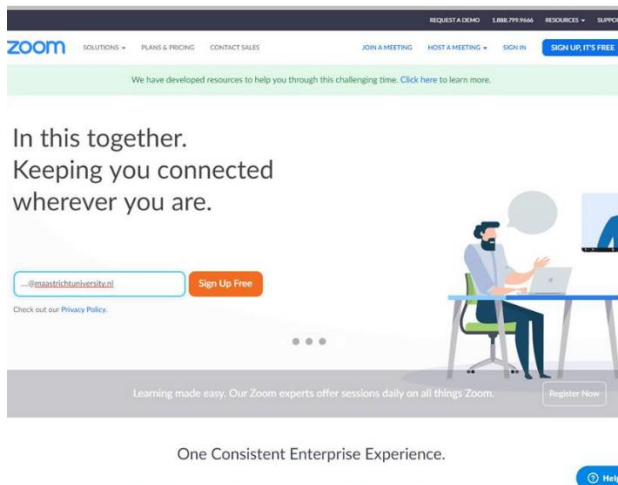 REQUEST A DEMO 1.888.799.9666 RESOURCES SUPPO
zoom SOLUTIONS PLANS & PRICING CONTACT SALES JOIN A MEETING HOST A MEETING SIGN IN SIGN UP, IT'S FREE
We have developed resources to help you through this challenging time. Click here to learn more.
In this together.
Keeping you connected
wherever you are.
...@maastrichtuniversity.nl Sign Up Free
Check out our Privacy Policy.
Learning made easy. Our Zoom experts offer sessions daily on all things Zoom. Register Now
One Consistent Enterprise Experience.
Help